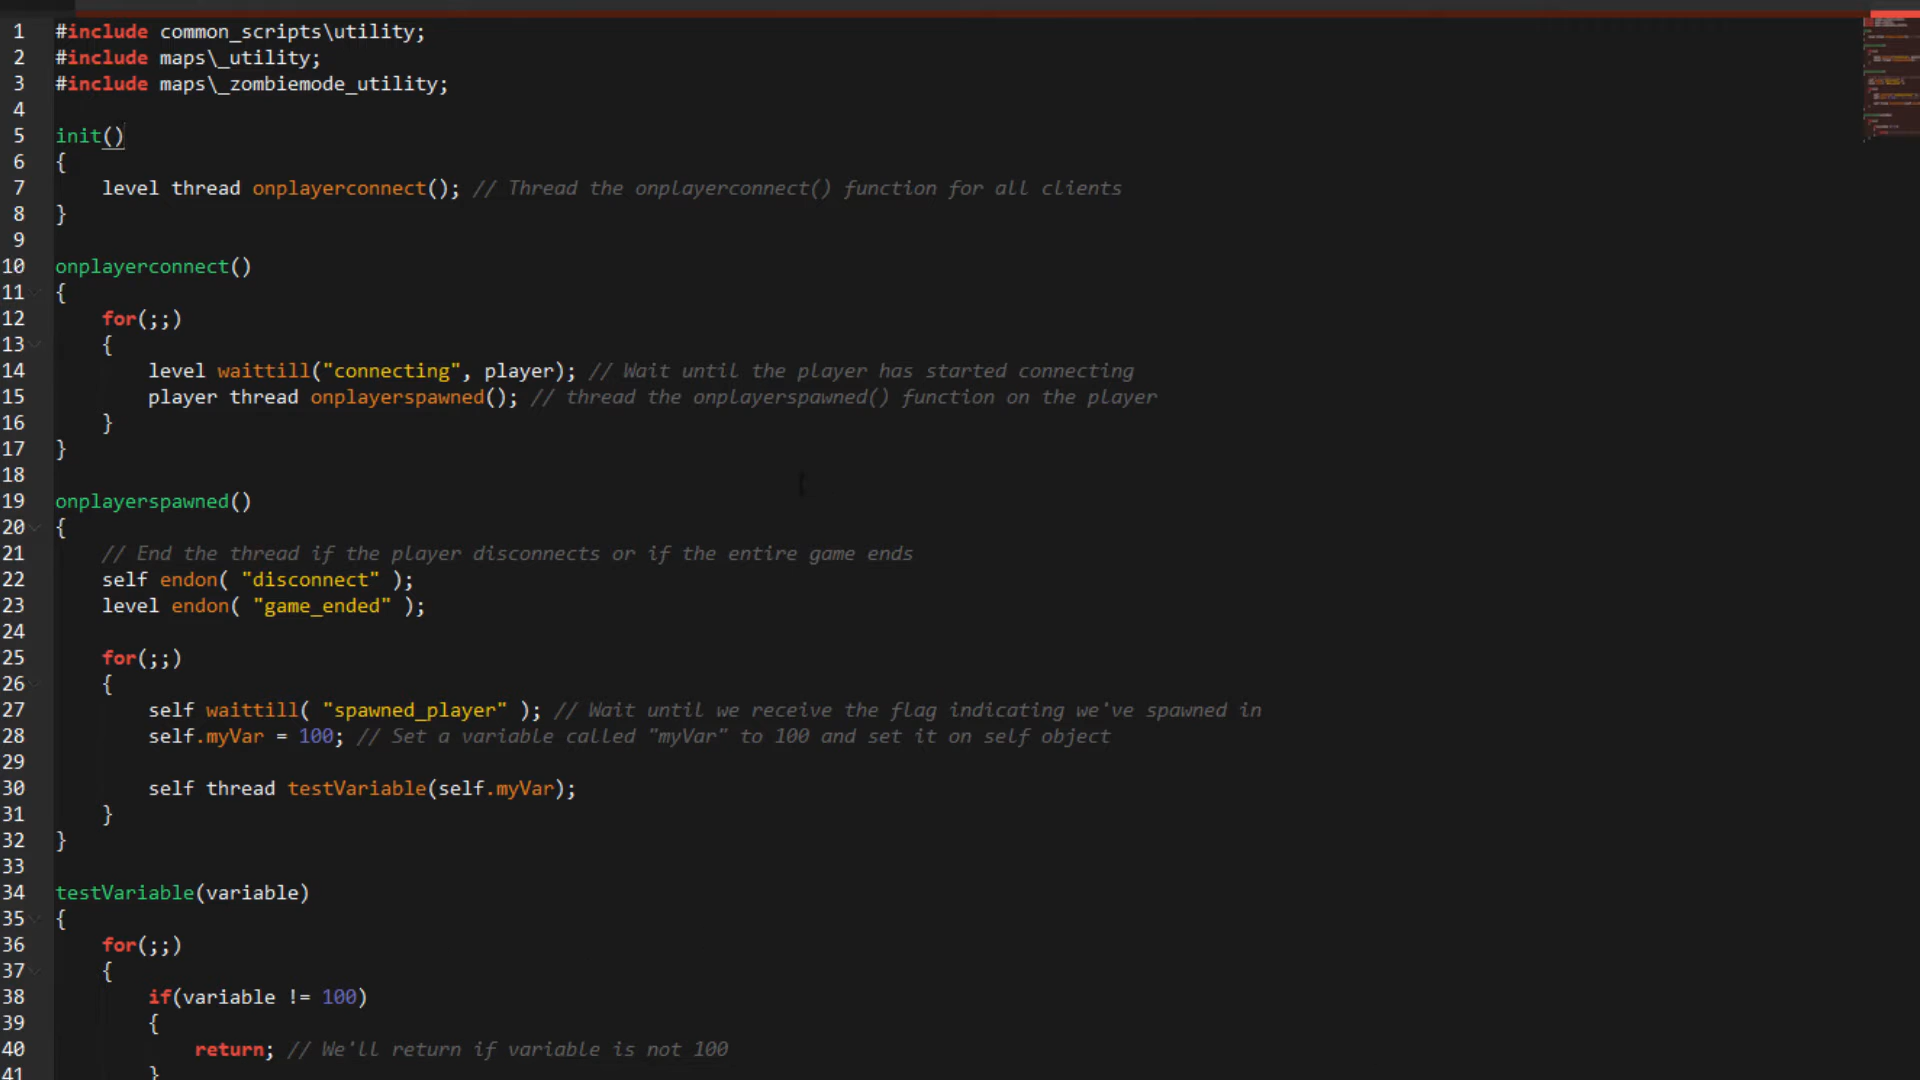 1 #include common_scripts\utility;
2 #include maps\_utility;
3 #include maps\_zombiemode_utility;
4
5 init()
6 {
7     level thread onplayerconnect(); // Thread the onplayerconnect() function for all clients
8 }
9
10 onplayerconnect()
11 {
12     for(;;)
13     {
14         level waittill("connecting", player); // Wait until the player has started connecting
15         player thread onplayerspawned(); // thread the onplayerspawned() function on the player
16     }
17 }
18
19 onplayerspawned()
20 {
21     // End the thread if the player disconnects or if the entire game ends
22     self endon( "disconnect" );
23     level endon( "game_ended" );
24
25     for(;;)
26     {
27         self waittill( "spawned_player" ); // Wait until we receive the flag indicating we've spawned in
28         self.myVar = 100; // Set a variable called "myVar" to 100 and set it on self object
29
30         self thread testVariable(self.myVar);
31     }
32 }
33
34 testVariable(variable)
35 {
36     for(;;)
37     {
38         if(variable != 100)
39         {
40             return; // We'll return if variable is not 100
41         }